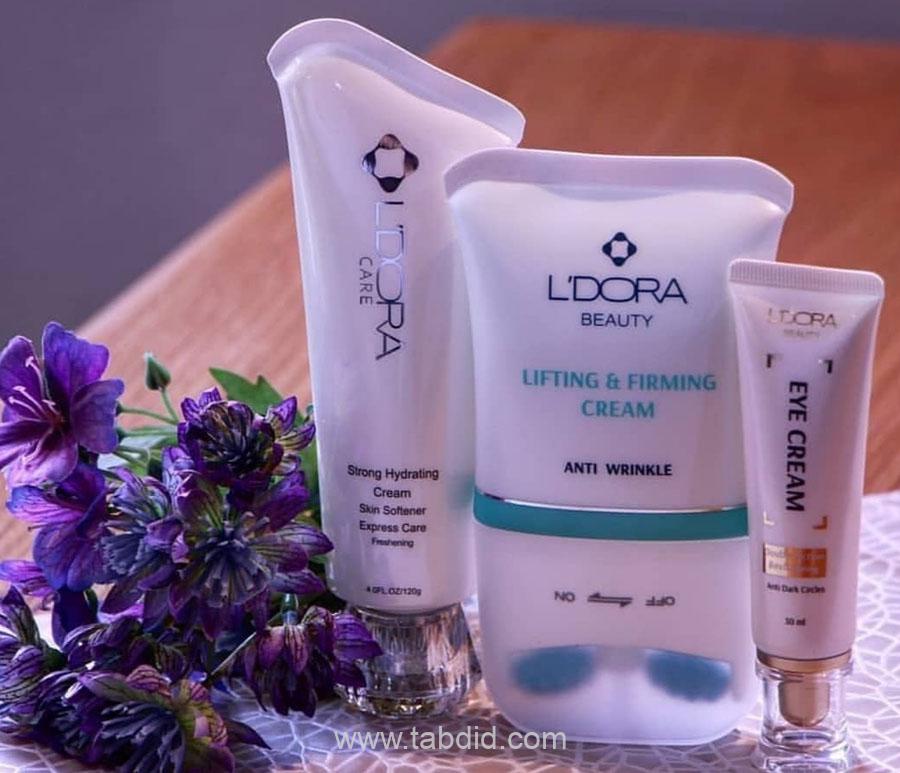 L'DORA
CARE
Strong Hydrating
Cream
Skin Softener
Express Care
Freshening
4.0FL.OZ/120g
L'DORA
BEAUTY
LIFTING & FIRMING
CREAM
ANTI WRINKLE
OFF ON
L'DORA
BEAUTY
EYE CREAM
Anti Dark Circles
30 ml
www.tabdid.com